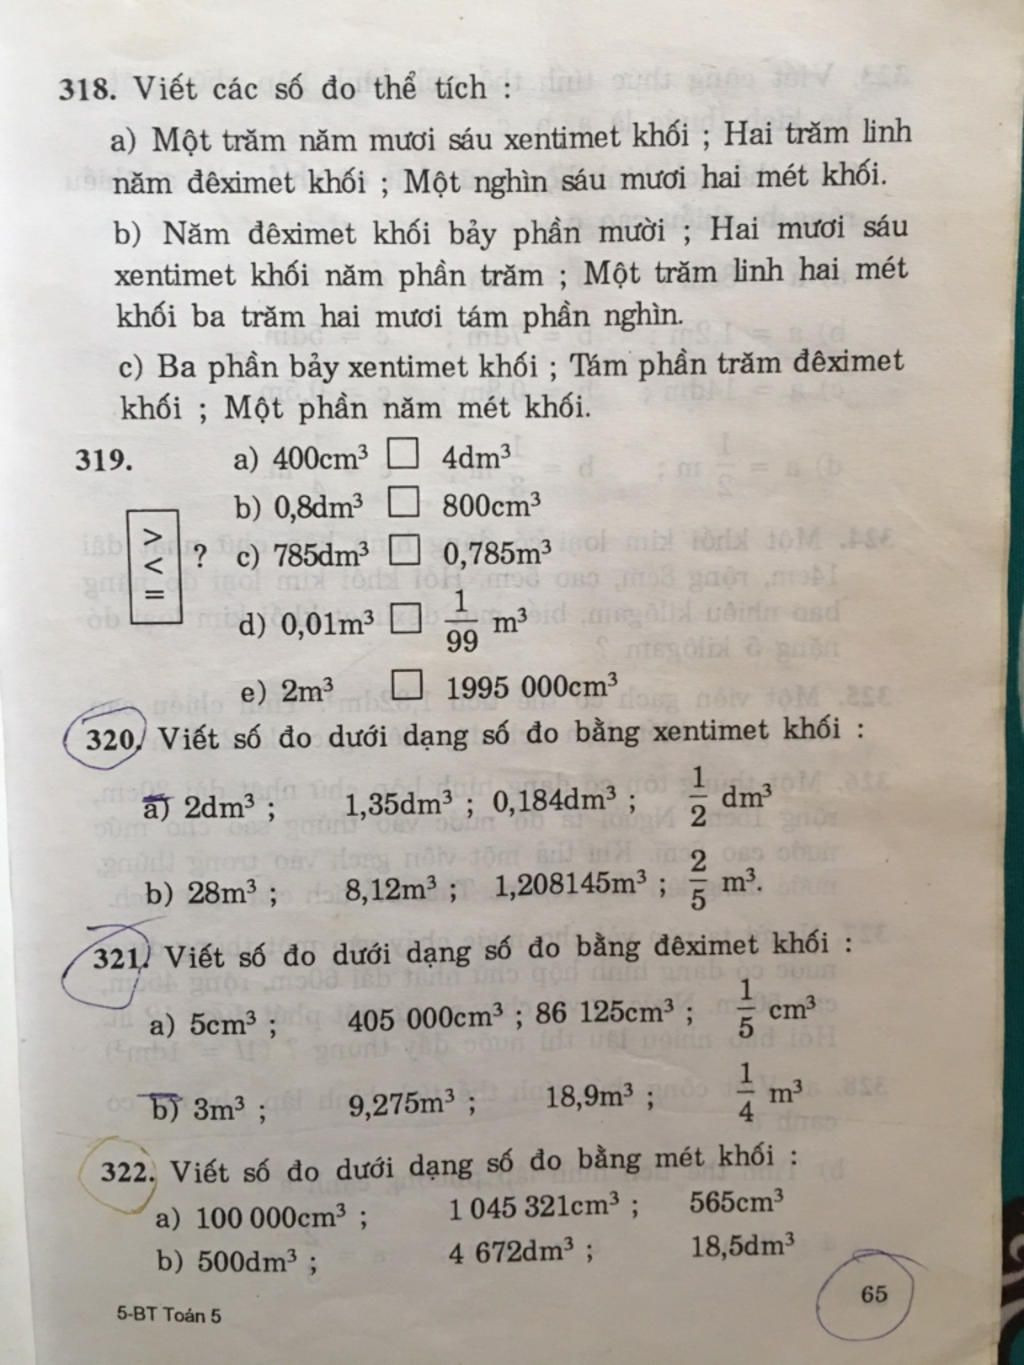 318. Viết các số đo thể tích :
a) Một trăm năm mươi sáu xentimet khối ; Hai trăm linh
năm đêximet khối ; Một nghìn sáu mươi hai mét khối.
b) Năm đêximet khối bảy phần mười ; Hai mươi sáu
xentimet khối năm phần trăm ; Một trăm linh hai mét
khối ba trăm hai mươi tám phần nghìn.
c) Ba phần bảy xentimet khối ; Tám phần trăm đêximet
khối ; Một phần năm mét khối.
319. a) 400cm³ □ 4dm³
b) 0,8dm³ □ 800cm³
> < = ? c) 785dm³ □ 0,785m³
d) 0,01m³ □ 1/99 m³
e) 2m³ □ 1995 000cm³
320. Viết số đo dưới dạng số đo bằng xentimet khối :
a) 2dm³ ; 1,35dm³ ; 0,184dm³ ; 1/2 dm³
b) 28m³ ; 8,12m³ ; 1,208145m³ ; 2/5 m³.
321. Viết số đo dưới dạng số đo bằng đêximet khối :
a) 5cm³ ; 405 000cm³ ; 86 125cm³ ; 1/5 cm³
b) 3m³ ; 9,275m³ ; 18,9m³ ; 1/4 m³
322. Viết số đo dưới dạng số đo bằng mét khối :
a) 100 000cm³ ; 1 045 321cm³ ; 565cm³
b) 500dm³ ; 4 672dm³ ; 18,5dm³
65
5-BT Toán 5